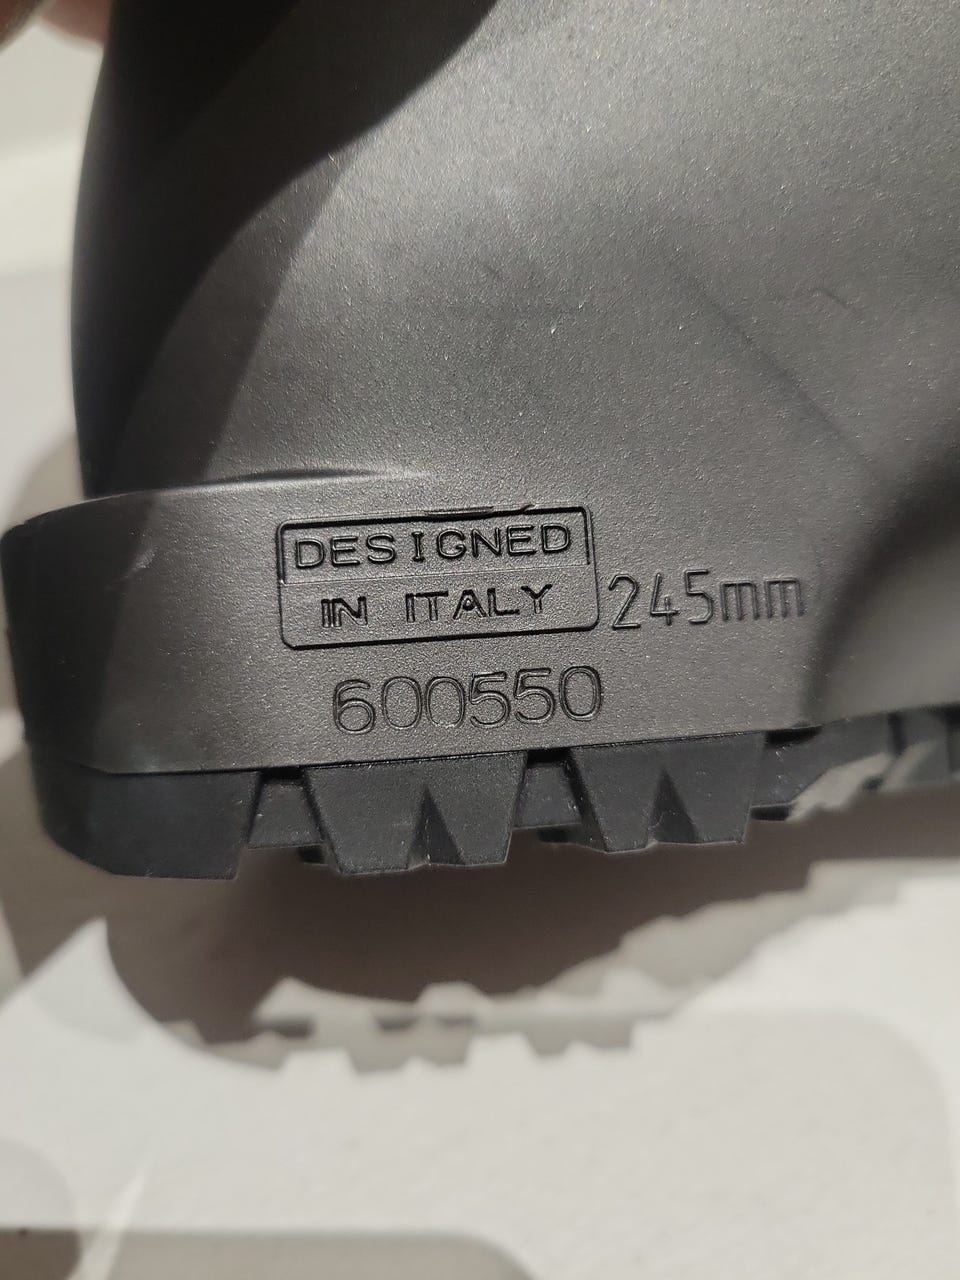 DESIGNED
IN ITALY
245mm
600550